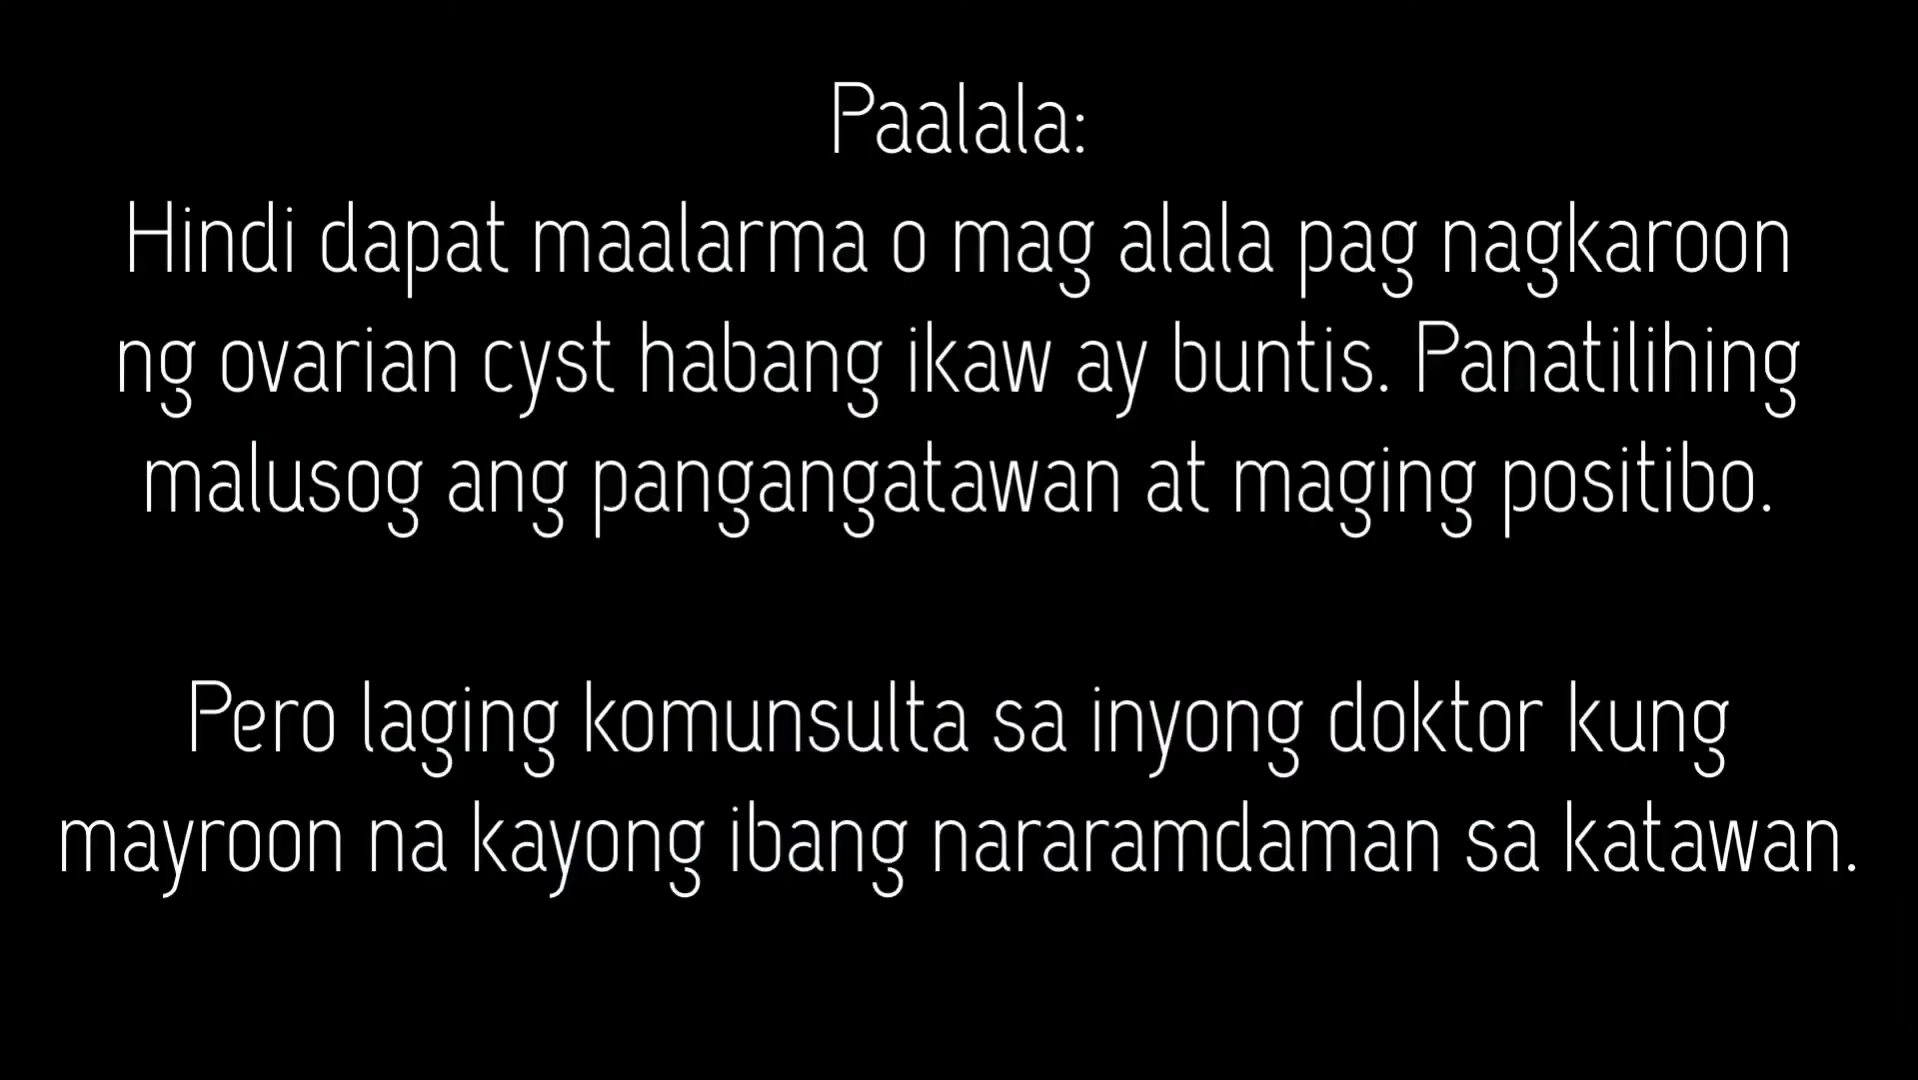 Paalala:
Hindi dapat maalarma o mag alala pag nagkaroon
ng ovarian cyst habang ikaw ay buntis. Panatilihing
malusog ang pangangatawan at maging positibo.
Pero laging komunsulta sa inyong doktor kung
mayroon na kayong ibang nararamdaman sa katawan.